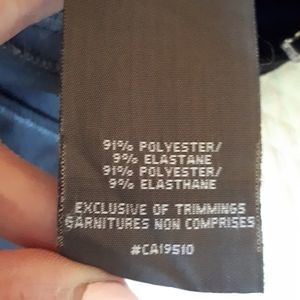 91% POLYESTER/
9% ELASTANE
91% POLYESTER/
9% ELASTHANE
EXCLUSIVE OF TRIMMINGS
GARNITURES NON COMPRISES
#CA19510